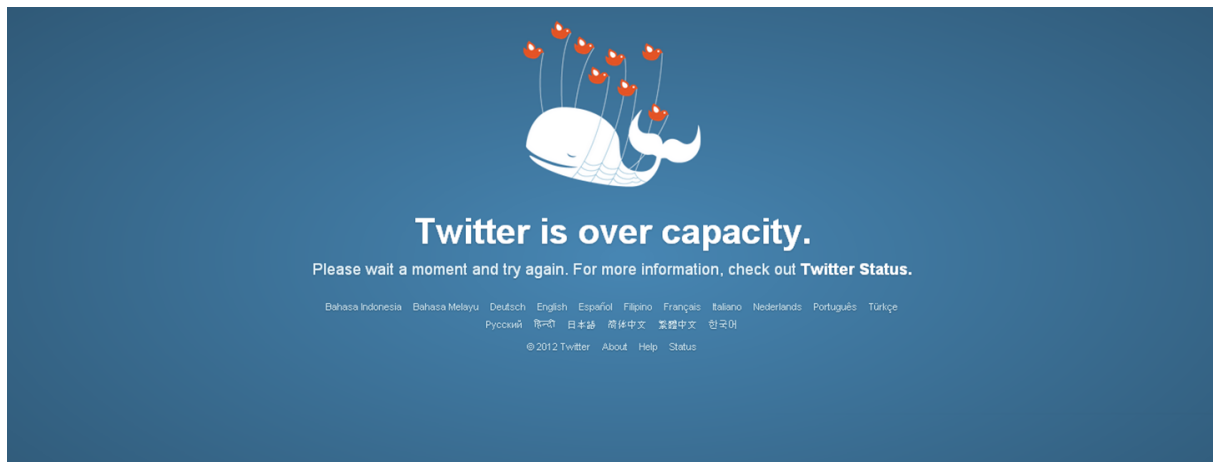 Twitter is over capacity.
Please wait a moment and try again. For more information, check out Twitter Status.
Bahasa Indonesia Bahasa Melayu Deutsch English Español Filipino Français Italiano Nederlands Português Türkçe
Русский हिन्दी 日本語 简体中文 繁體中文 한국어
© 2012 Twitter About Help Status